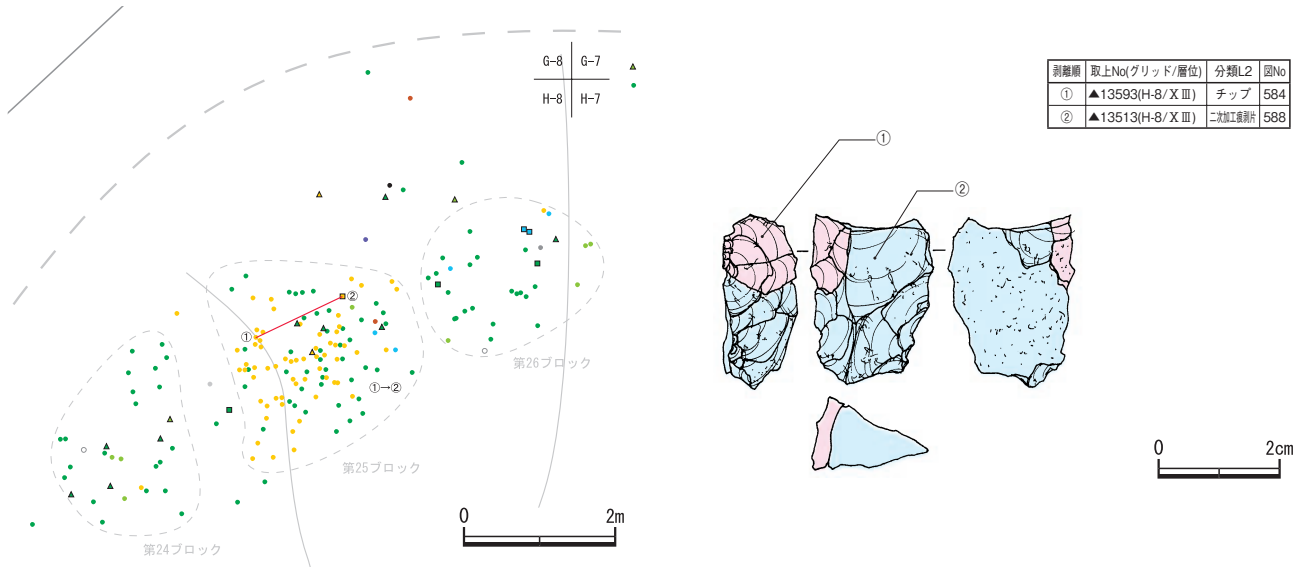 G-8 G-7
H-8 H-7
②
①
①→②
第26ブロック
第25ブロック
第24ブロック
0 2m
剥離順 取上No(グリッド/層位) 分類L2 図No
① ▲13593(H-8/ⅩⅢ) チップ 584
② ▲13513(H-8/ⅩⅢ) 二次加工痕剥片 588
①
②
0 2cm